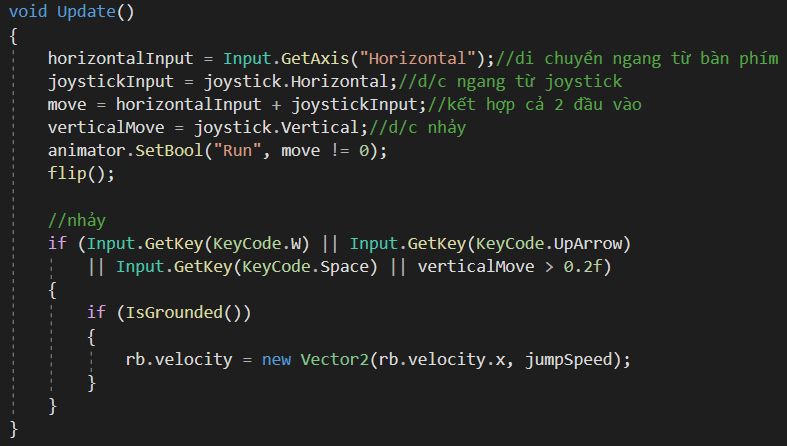 void Update()
{
horizontalInput = Input.GetAxis("Horizontal");//di chuyển ngang từ bàn phím
joystickInput = joystick.Horizontal;//d/c ngang từ joystick
move = horizontalInput + joystickInput;//kết hợp cả 2 đầu vào
verticalMove = joystick.Vertical;//d/c nhảy
animator.SetBool("Run", move != 0);
flip();
//nhảy
if (Input.GetKey(KeyCode.W) || Input.GetKey(KeyCode.UpArrow)
|| Input.GetKey(KeyCode.Space) || verticalMove > 0.2f)
{
if (IsGrounded())
{
rb.velocity = new Vector2(rb.velocity.x, jumpSpeed);
}
}
}